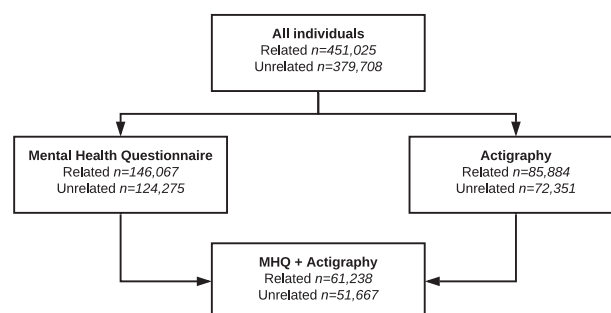 All individuals
Related n=451,025
Unrelated n=379,708
Mental Health Questionnaire
Related n=146,067
Unrelated n=124,275
Actigraphy
Related n=85,884
Unrelated n=72,351
MHQ + Actigraphy
Related n=61,238
Unrelated n=51,667